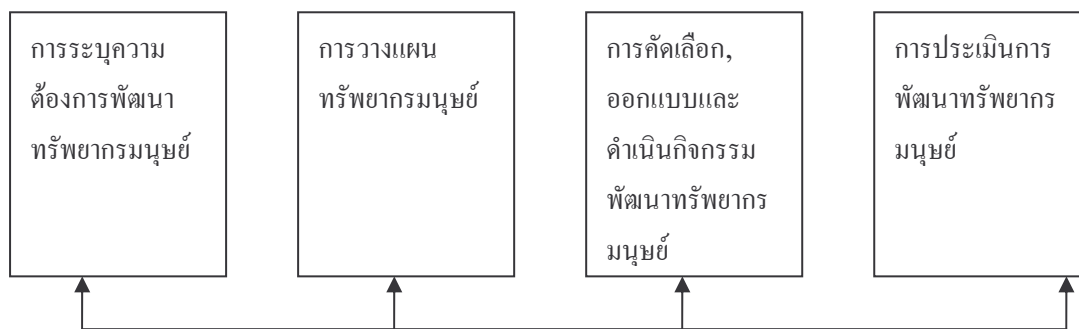 การระบุความ
ต้องการพัฒนา
ทรัพยากรมนุษย์
การวางแผน
ทรัพยากรมนุษย์
การคัดเลือก,
ออกแบบและ
ดำเนินกิจกรรม
พัฒนาทรัพยากร
มนุษย์
การประเมินการ
พัฒนาทรัพยากร
มนุษย์